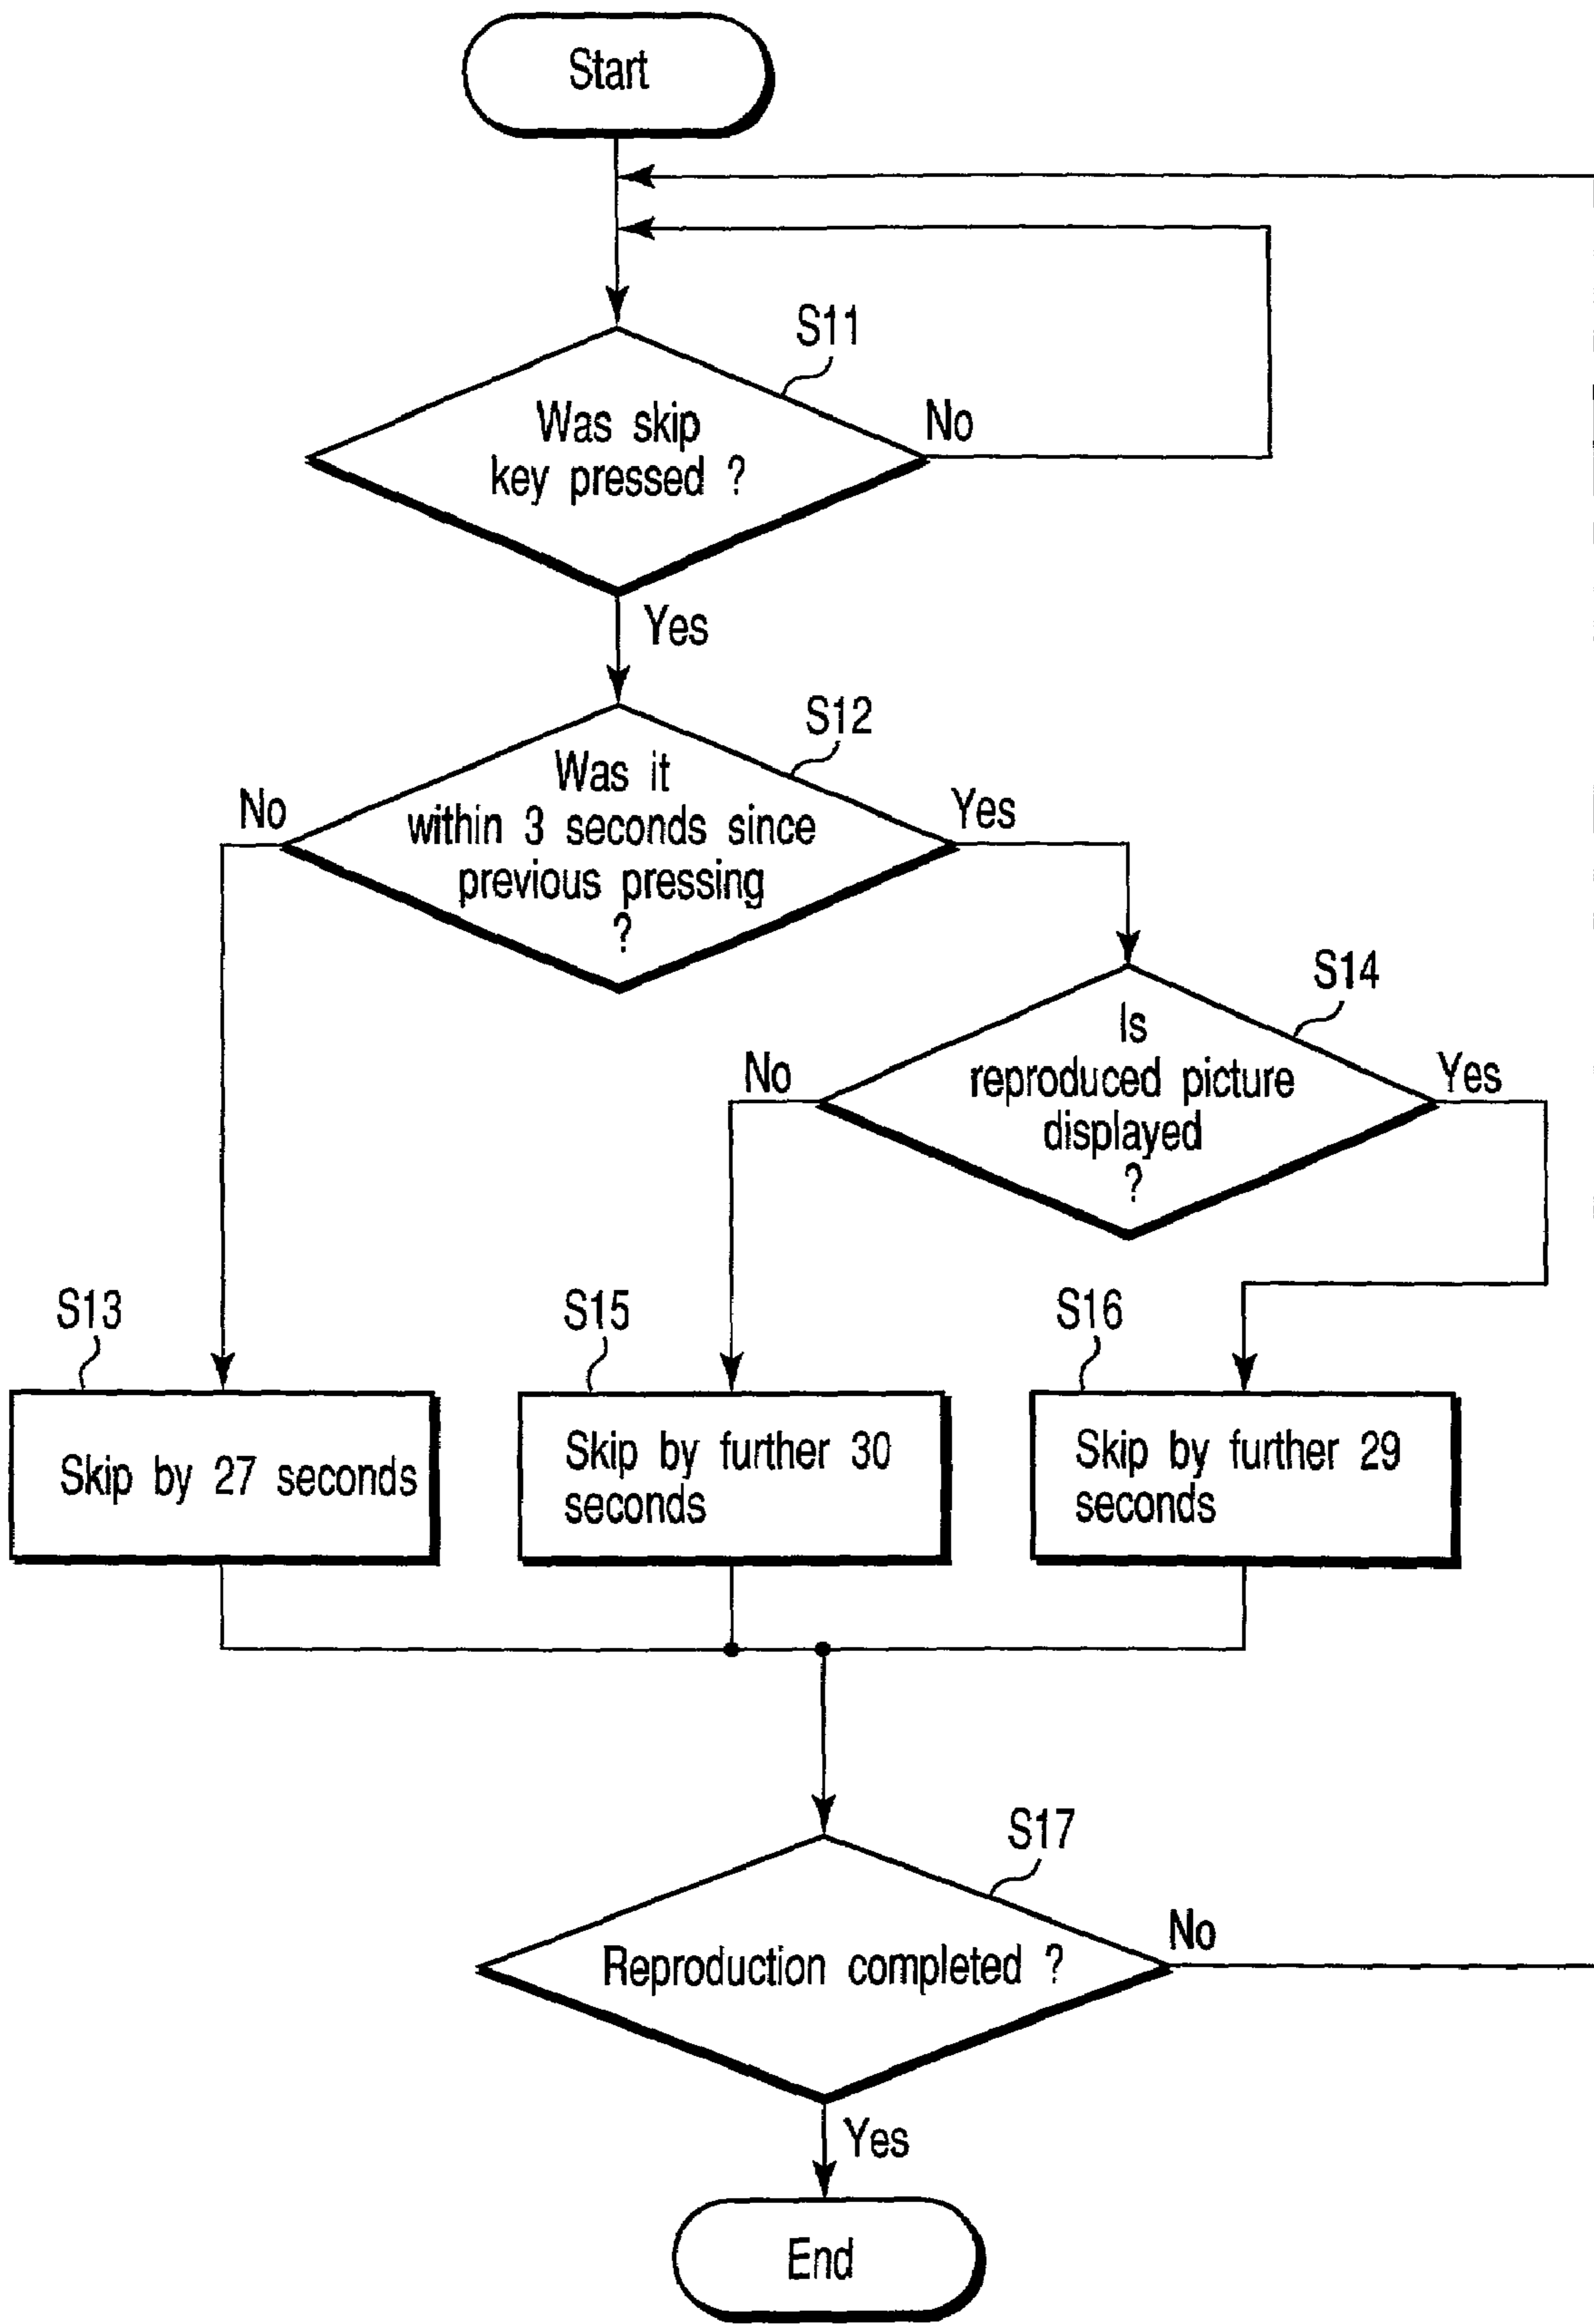 Start
S11
Was skip
key pressed ?
No
Yes
S12
Was it
within 3 seconds since
previous pressing
?
No
Yes
S14
Is
reproduced picture
displayed
?
No
Yes
S13
Skip by 27 seconds
S15
Skip by further 30
seconds
S16
Skip by further 29
seconds
S17
Reproduction completed ?
No
Yes
End